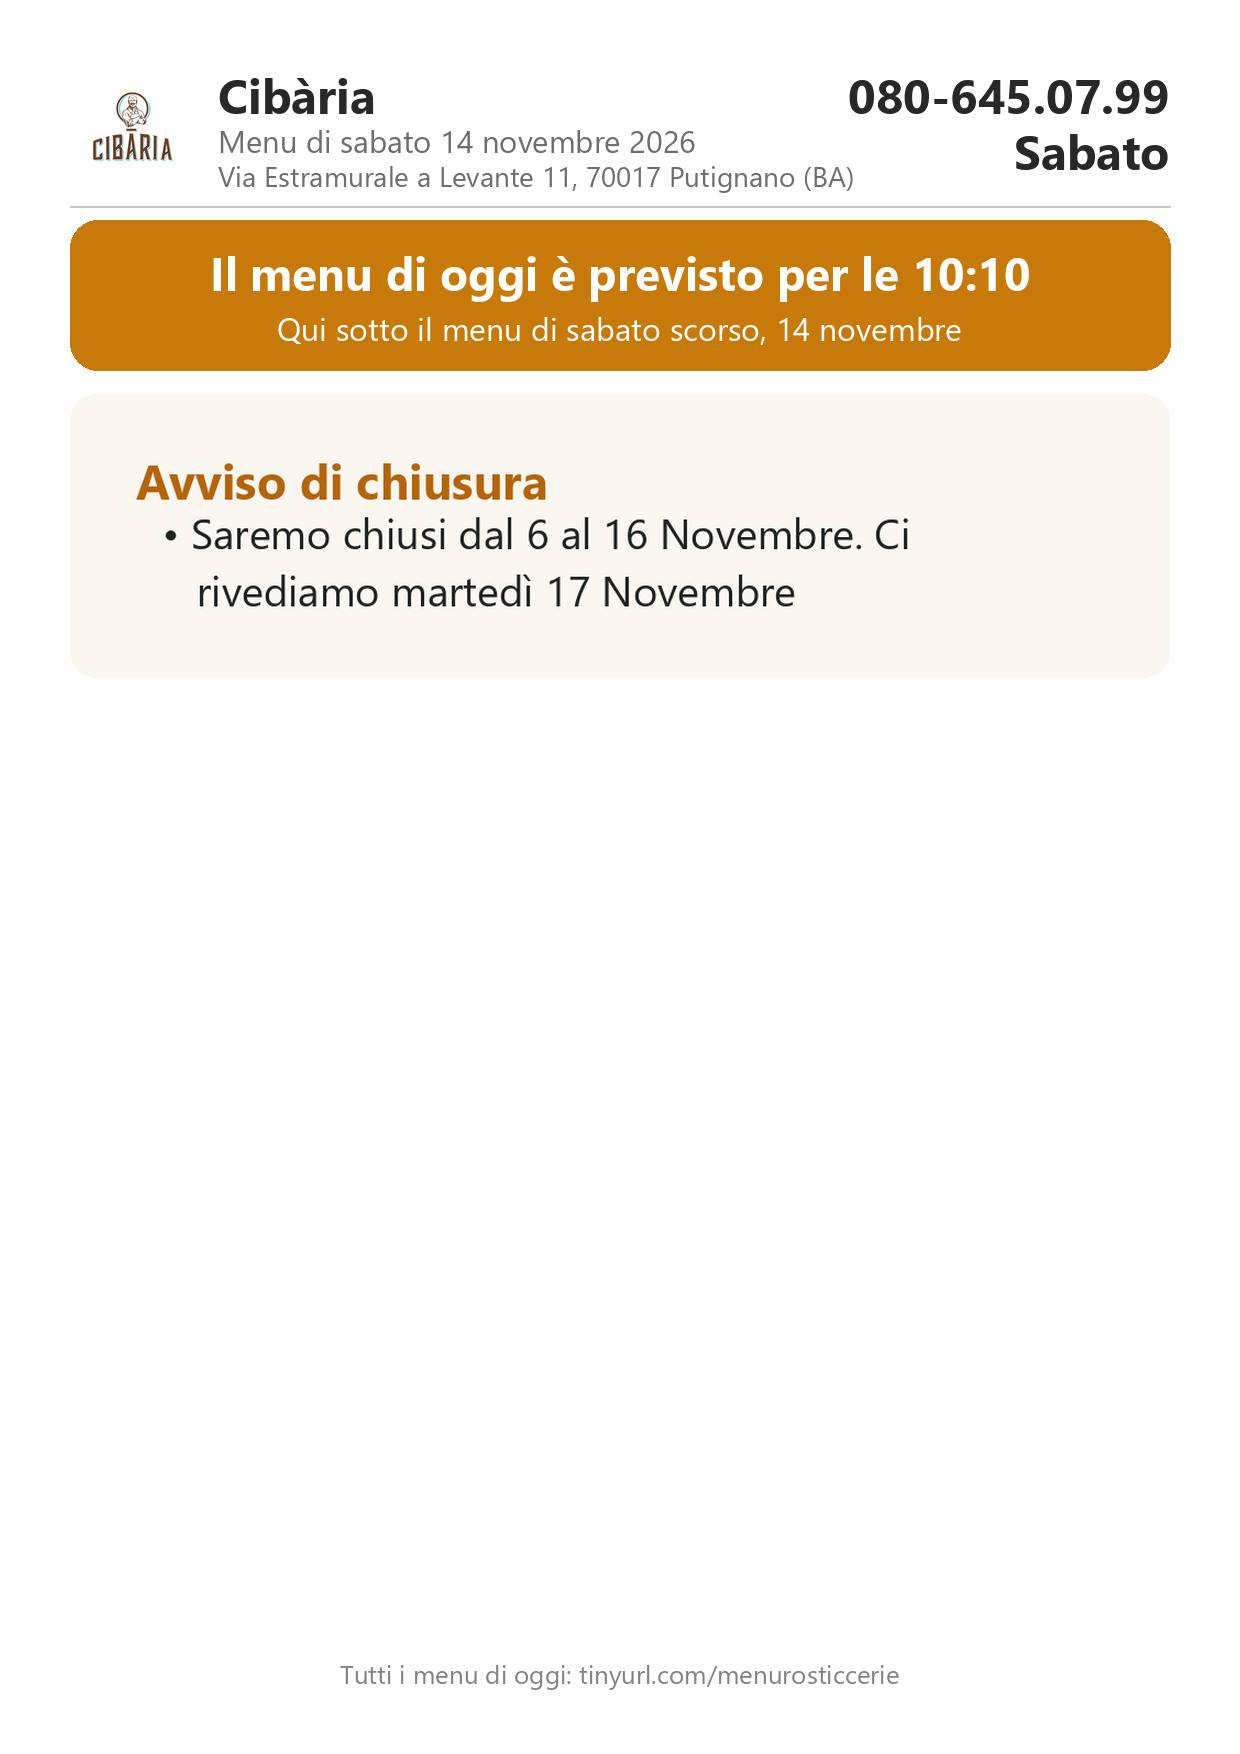 CIBĀRIA
Cibària
Menu di sabato 14 novembre 2026
Via Estramurale a Levante 11, 70017 Putignano (BA)
080-645.07.99
Sabato
Il menu di oggi è previsto per le 10:10
Qui sotto il menu di sabato scorso, 14 novembre
Avviso di chiusura
• Saremo chiusi dal 6 al 16 Novembre. Ci
rivediamo martedì 17 Novembre
Tutti i menu di oggi: tinyurl.com/menurosticcerie